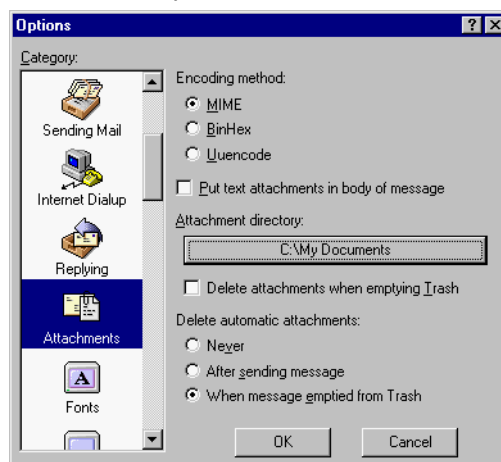 Options
Category:
Sending Mail
Internet Dialup
Replying
Attachments
A
Fonts
Encoding method:
MIME
BinHex
Uuencode
Put text attachments in body of message
Attachment directory:
C:\My Documents
Delete attachments when emptying Trash
Delete automatic attachments:
Never
After sending message
When message emptied from Trash
OK
Cancel